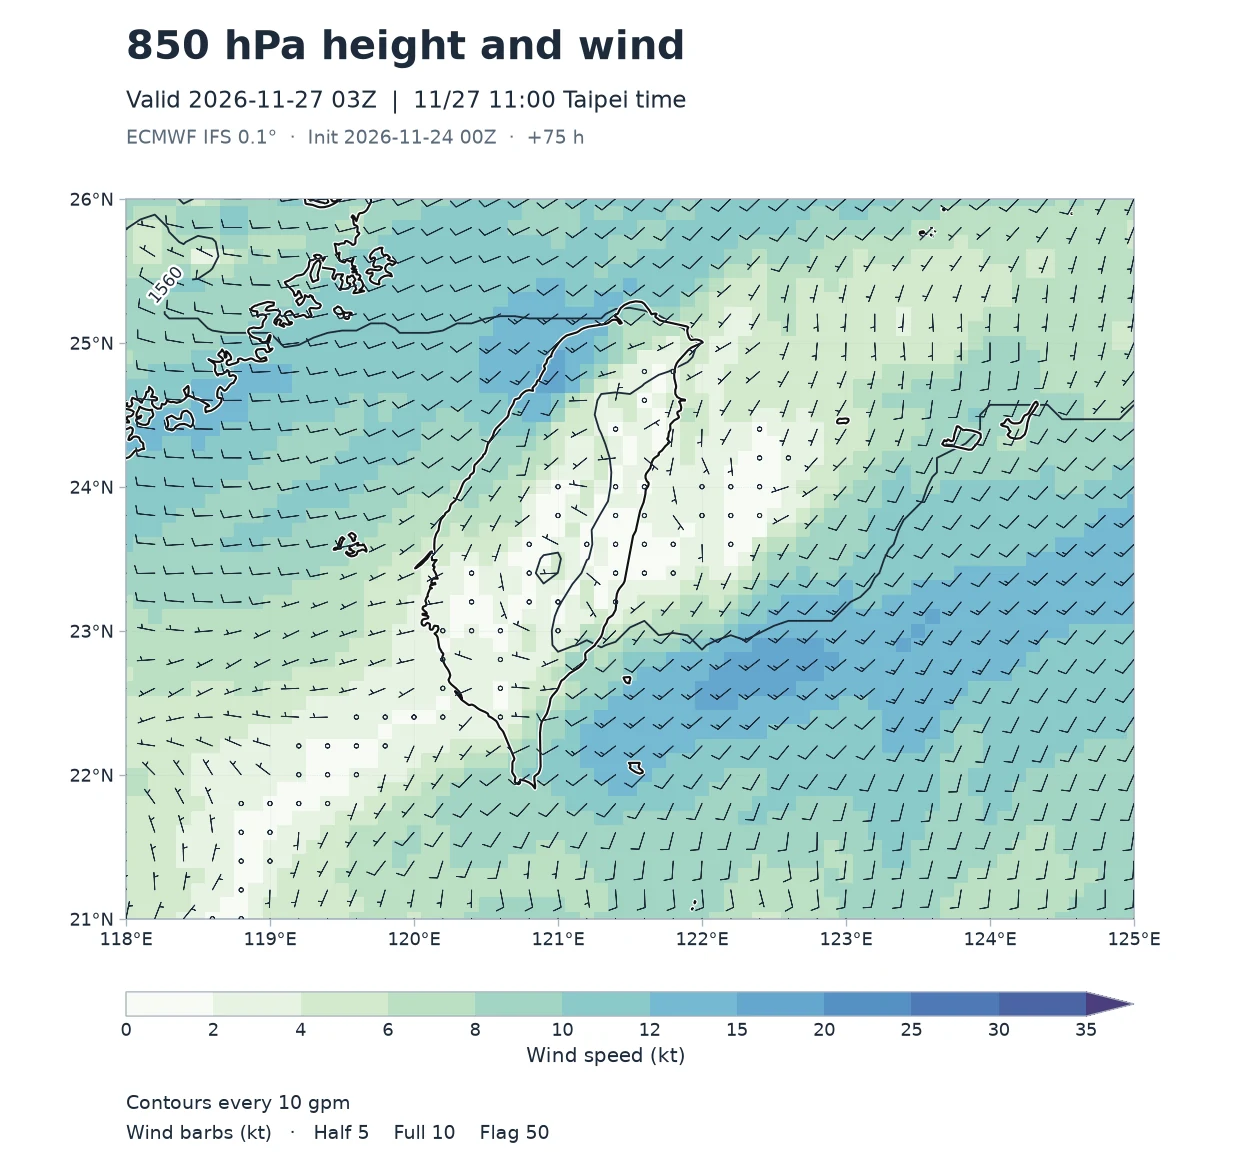 850 hPa height and wind
Valid 2026-11-27 03Z | 11/27 11:00 Taipei time
ECMWF IFS 0.1° · Init 2026-11-24 00Z · +75 h
26°N
25°N
24°N
23°N
22°N
21°N
1560
118°E 119°E 120°E 121°E 122°E 123°E 124°E 125°E
0 2 4 6 8 10 12 15 20 25 30 35
Wind speed (kt)
Contours every 10 gpm
Wind barbs (kt) · Half 5 Full 10 Flag 50